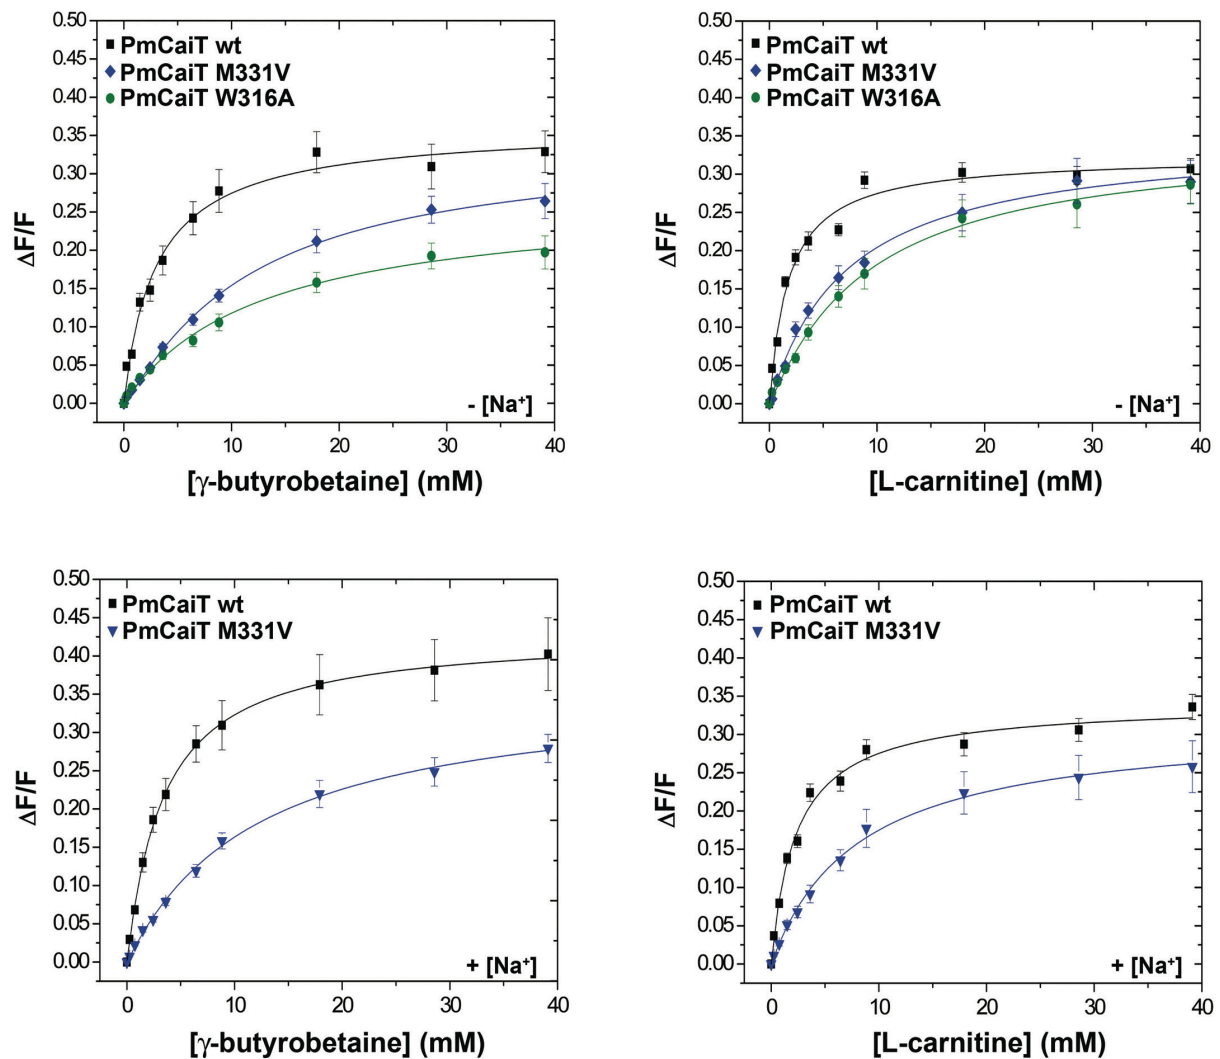 0.50
0.45
0.40
0.35
0.30
0.25
0.20
0.15
0.10
0.05
0.00
ΔF/F
PmCaiT wt
PmCaiT M331V
PmCaiT W316A
- [Na⁺]
0 10 20 30 40
[γ-butyrobetaine] (mM)
0.50
0.45
0.40
0.35
0.30
0.25
0.20
0.15
0.10
0.05
0.00
ΔF/F
PmCaiT wt
PmCaiT M331V
PmCaiT W316A
- [Na⁺]
0 10 20 30 40
[L-carnitine] (mM)
0.50
0.45
0.40
0.35
0.30
0.25
0.20
0.15
0.10
0.05
0.00
ΔF/F
PmCaiT wt
PmCaiT M331V
+ [Na⁺]
0 10 20 30 40
[γ-butyrobetaine] (mM)
0.50
0.45
0.40
0.35
0.30
0.25
0.20
0.15
0.10
0.05
0.00
ΔF/F
PmCaiT wt
PmCaiT M331V
+ [Na⁺]
0 10 20 30 40
[L-carnitine] (mM)